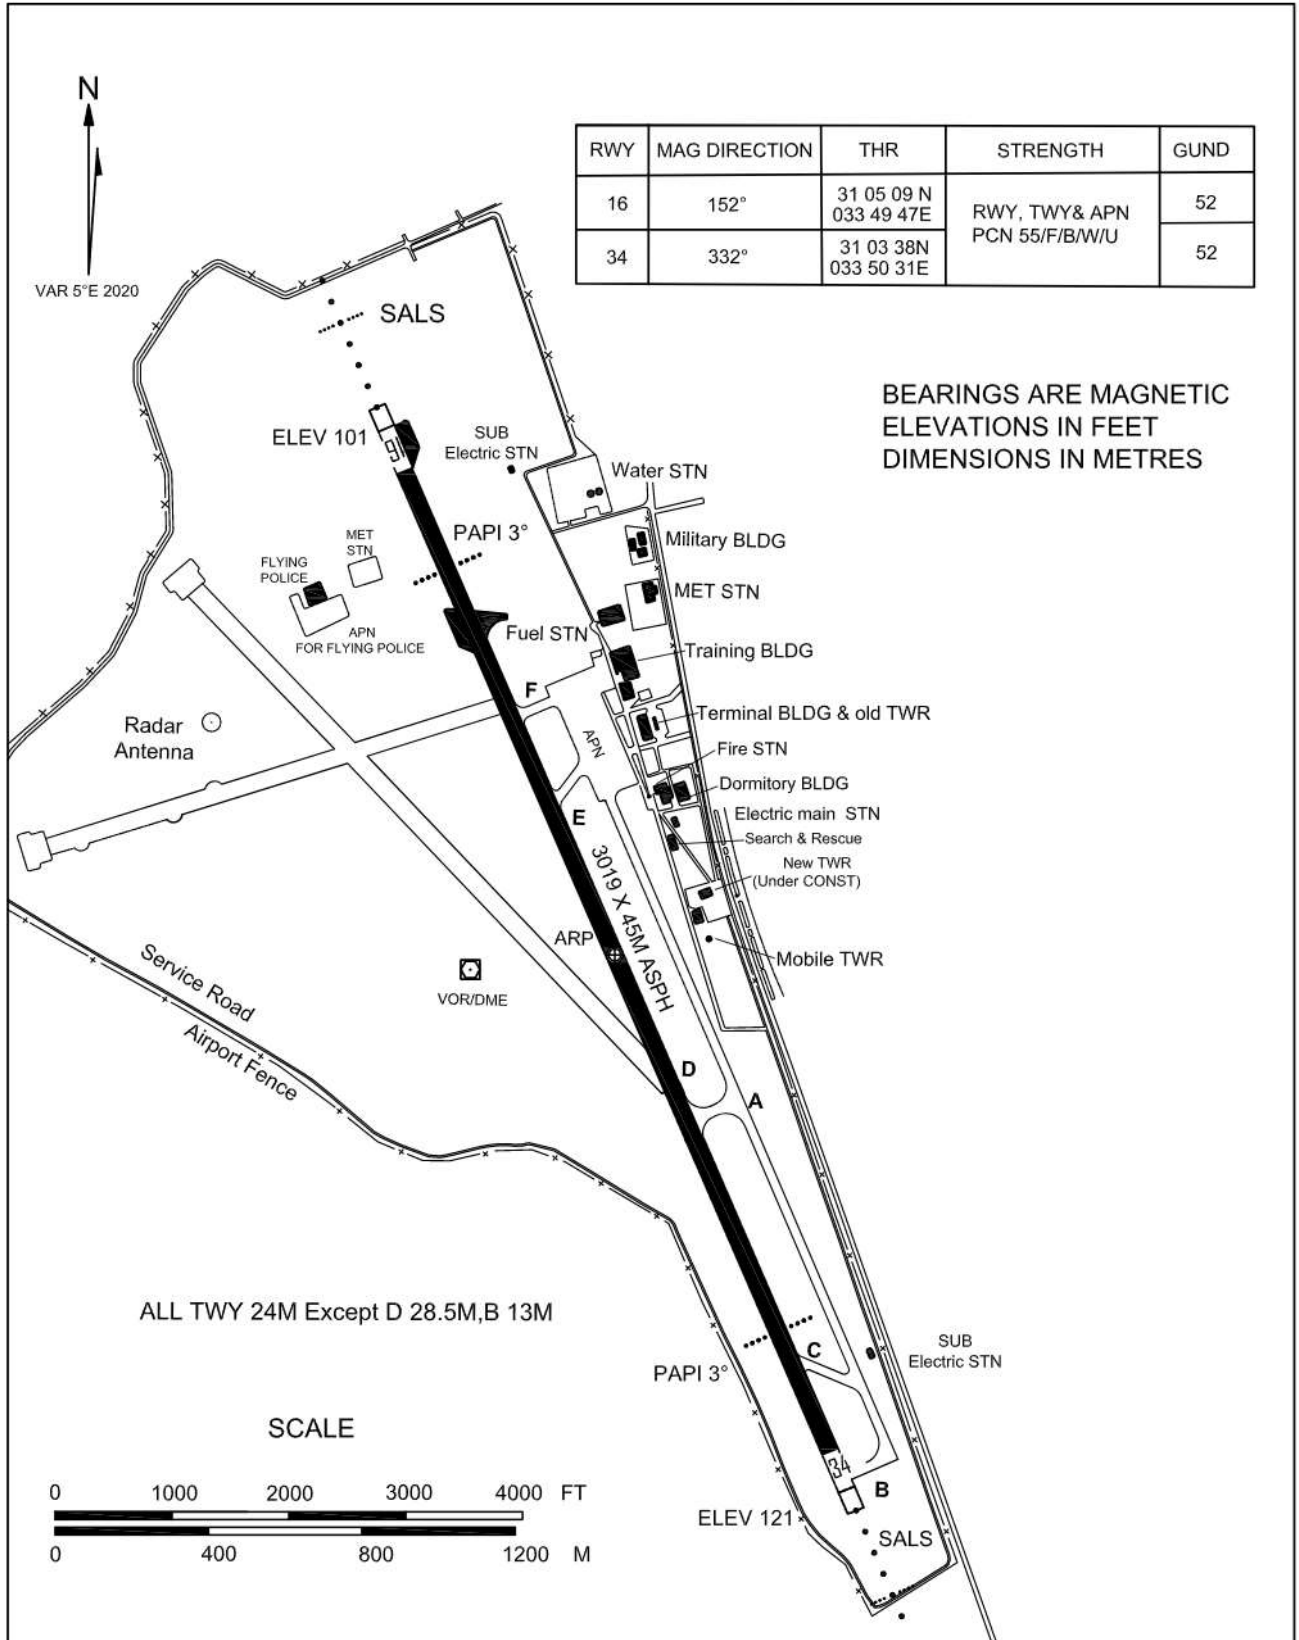 N
VAR 5°E 2020
RWY MAG DIRECTION THR STRENGTH GUND
16 152° 31 05 09 N 52
033 49 47E
RWY, TWY& APN
PCN 55/F/B/W/U
34 332° 31 03 38N 52
033 50 31E
SALS
BEARINGS ARE MAGNETIC
ELEVATIONS IN FEET
DIMENSIONS IN METRES
ELEV 101
SUB
Electric STN
Water STN
PAPI 3°
MET
STN
Military BLDG
FLYING
POLICE
MET STN
APN
FOR FLYING POLICE
Fuel STN
Training BLDG
F
Terminal BLDG & old TWR
Radar
Antenna
APN
Fire STN
Dormitory BLDG
E
Electric main STN
Search & Rescue
New TWR
(Under CONST)
3019 X 45M ASPH
ARP
Mobile TWR
VOR/DME
Service Road
Airport Fence
D
A
ALL TWY 24M Except D 28.5M,B 13M
C
SUB
Electric STN
PAPI 3°
SCALE
34
B
0 1000 2000 3000 4000 FT
0 400 800 1200 M
ELEV 121
SALS